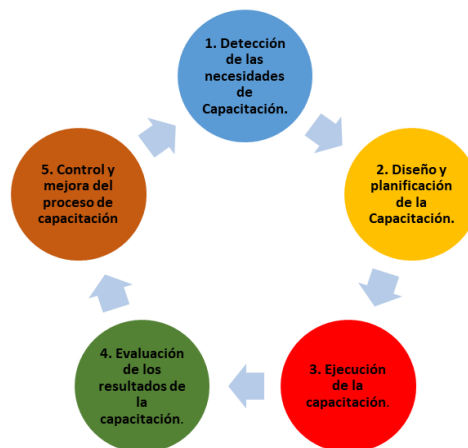 1. Detección
de las
necesidades
de
Capacitación.
2. Diseño y
planificación
de la
Capacitación.
3. Ejecución
de la
capacitación.
4. Evaluación
de los
resultados de
la
capacitación.
5. Control y
mejora del
proceso de
capacitación